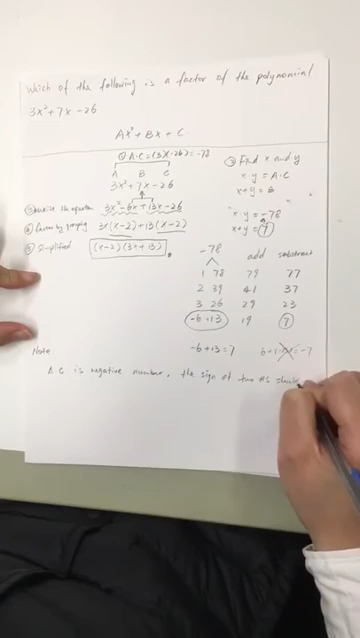 Which of the following is a factor of the polynomial
3x²+7x-26
Ax²+Bx+C
① A·C=(3)(-26)=-78
A B C
3x²+7x-26
② Find x and y
x·y = A·C
x+y = B
x·y = -78
x+y = 7
③ Rewrite the equation 3x²-6x+13x-26
④ factor by grouping 3x(x-2)+13(x-2)
⑤ Simplified (x-2)(3x+13)
-78 add subtract
1 78 79 77
2 39 41 37
3 26 29 23
-6+13 19 7
-6+13=7
Note
A·C is negative number, the sign of two #s should